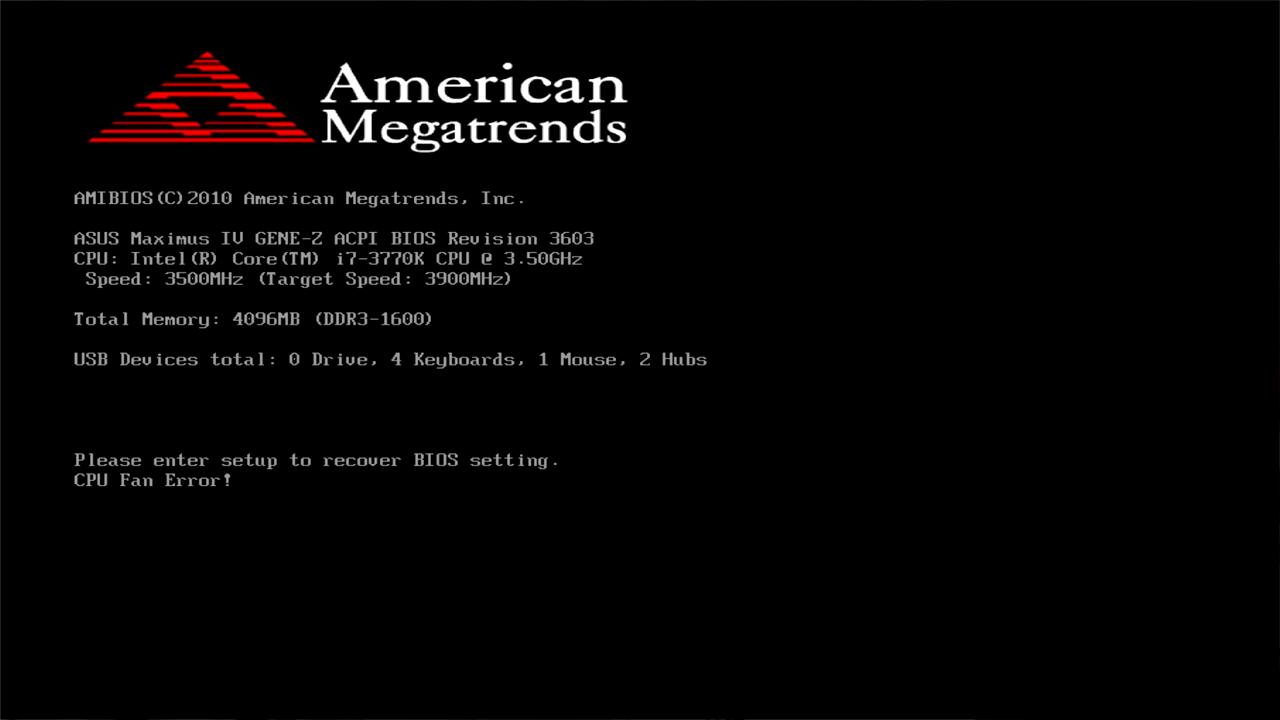 American
Megatrends
AMIBIOS(C)2010 American Megatrends, Inc.
ASUS Maximus IV GENE-Z ACPI BIOS Revision 3603
CPU: Intel(R) Core(TM) i7-3770K CPU @ 3.50GHz
Speed: 3500MHz (Target Speed: 3900MHz)
Total Memory: 4096MB (DDR3-1600)
USB Devices total: 0 Drive, 4 Keyboards, 1 Mouse, 2 Hubs
Please enter setup to recover BIOS setting.
CPU Fan Error!